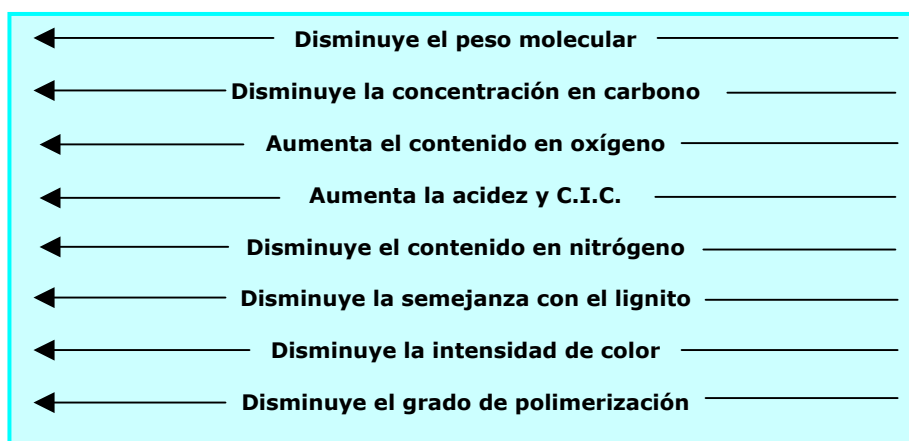 Disminuye el peso molecular
Disminuye la concentración en carbono
Aumenta el contenido en oxígeno
Aumenta la acidez y C.I.C.
Disminuye el contenido en nitrógeno
Disminuye la semejanza con el lignito
Disminuye la intensidad de color
Disminuye el grado de polimerización